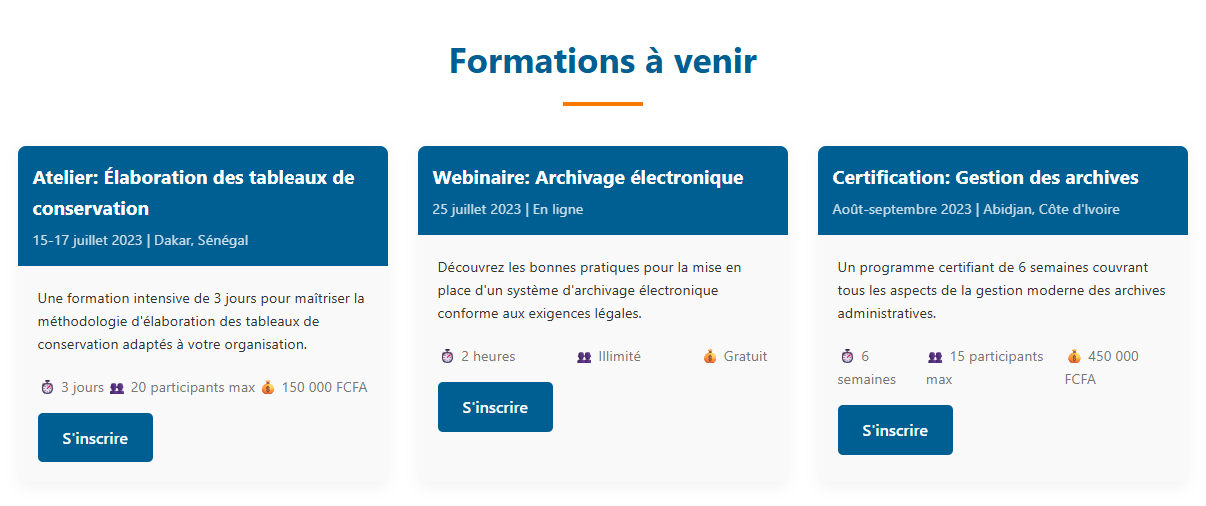 Formations à venir
Atelier: Élaboration des tableaux de
conservation
15-17 juillet 2023 | Dakar, Sénégal
Une formation intensive de 3 jours pour maîtriser la
méthodologie d'élaboration des tableaux de
conservation adaptés à votre organisation.
3 jours 20 participants max 150 000 FCFA
S'inscrire
Webinaire: Archivage électronique
25 juillet 2023 | En ligne
Découvrez les bonnes pratiques pour la mise en
place d'un système d'archivage électronique
conforme aux exigences légales.
2 heures Illimité Gratuit
S'inscrire
Certification: Gestion des archives
Août-septembre 2023 | Abidjan, Côte d'Ivoire
Un programme certifiant de 6 semaines couvrant
tous les aspects de la gestion moderne des archives
administratives.
6 15 participants 450 000
semaines max FCFA
S'inscrire